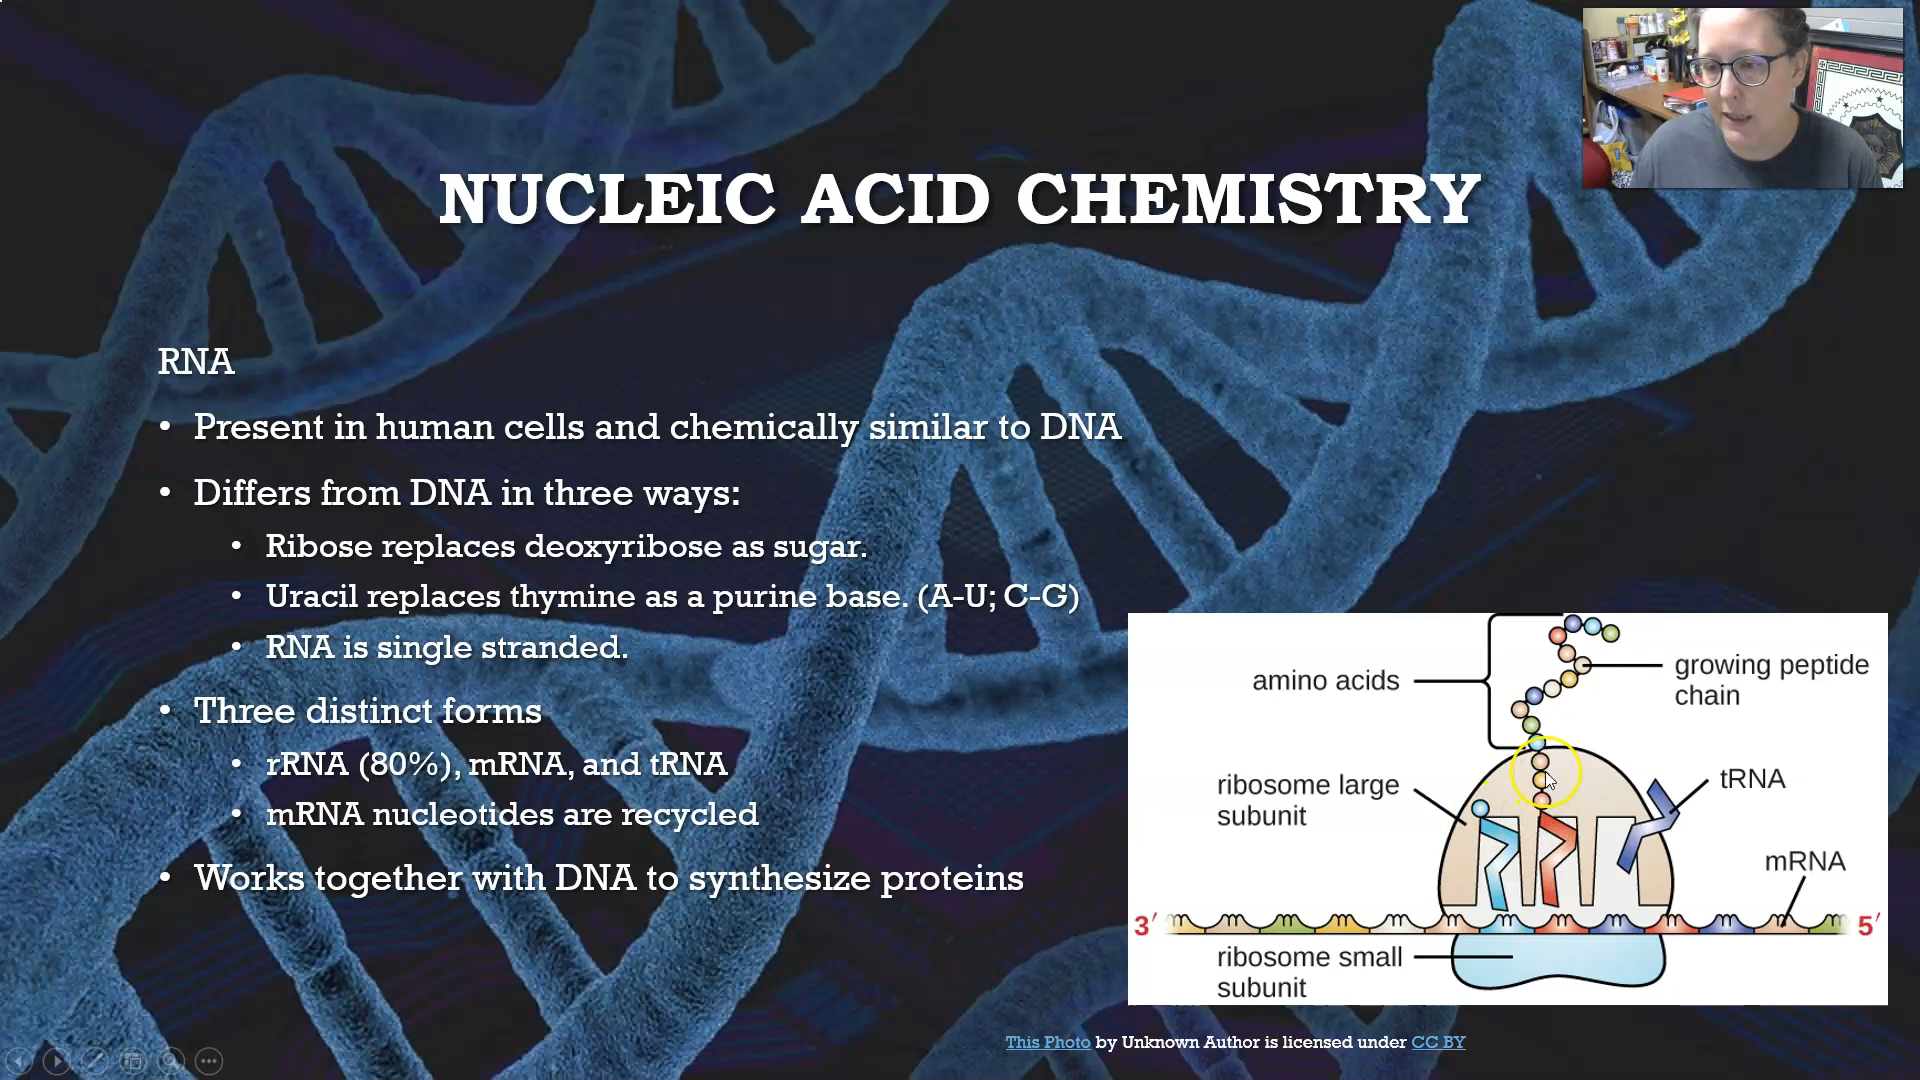 NUCLEIC ACID CHEMISTRY
RNA
• Present in human cells and chemically similar to DNA
• Differs from DNA in three ways:
• Ribose replaces deoxyribose as sugar.
• Uracil replaces thymine as a purine base. (A-U; C-G)
• RNA is single stranded.
• Three distinct forms
• rRNA (80%), mRNA, and tRNA
• mRNA nucleotides are recycled
• Works together with DNA to synthesize proteins
amino acids
growing peptide
chain
ribosome large
subunit
tRNA
mRNA
3′
5′
ribosome small
subunit
This Photo by Unknown Author is licensed under CC BY